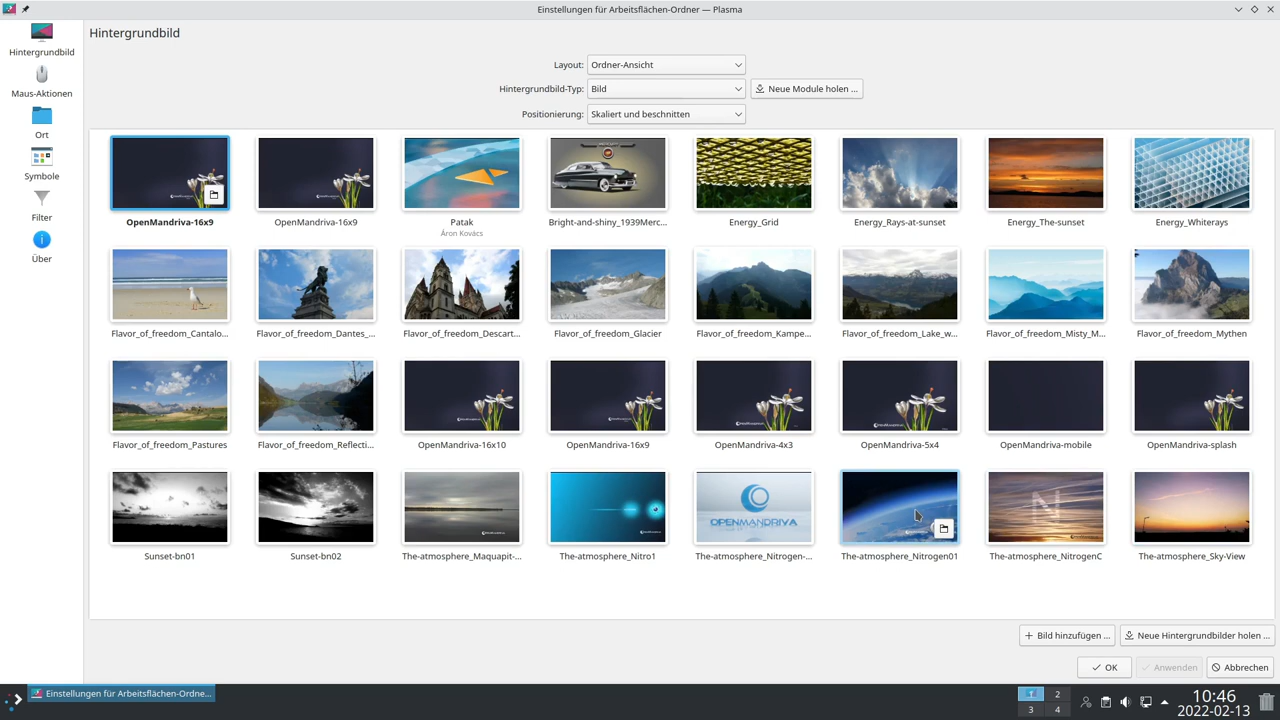 Einstellungen für Arbeitsflächen-Ordner — Plasma
Hintergrundbild
Maus-Aktionen
Ort
Symbole
Filter
Über
Hintergrundbild
Layout: Ordner-Ansicht
Hintergrundbild-Typ: Bild Neue Module holen ...
Positionierung: Skaliert und beschnitten
OpenMandriva-16x9 OpenMandriva-16x9 Patak Bright-and-shiny_1939Merc... Energy_Grid Energy_Rays-at-sunset Energy_The-sunset Energy_Whiterays
Áron Kovács
Flavor_of_freedom_Cantalo... Flavor_of_freedom_Dantes_... Flavor_of_freedom_Descart... Flavor_of_freedom_Glacier Flavor_of_freedom_Kampe... Flavor_of_freedom_Lake_w... Flavor_of_freedom_Misty_M... Flavor_of_freedom_Mythen
Flavor_of_freedom_Pastures Flavor_of_freedom_Reflecti... OpenMandriva-16x10 OpenMandriva-16x9 OpenMandriva-4x3 OpenMandriva-5x4 OpenMandriva-mobile OpenMandriva-splash
OPENMANDRIVA
N
Sunset-bn01 Sunset-bn02 The-atmosphere_Maquapit-... The-atmosphere_Nitro1 The-atmosphere_Nitrogen-... The-atmosphere_Nitrogen01 The-atmosphere_NitrogenC The-atmosphere_Sky-View
Bild hinzufügen ... Neue Hintergrundbilder holen ...
OK Anwenden Abbrechen
Einstellungen für Arbeitsflächen-Ordne...
2
3 4
10:46
2022-02-13